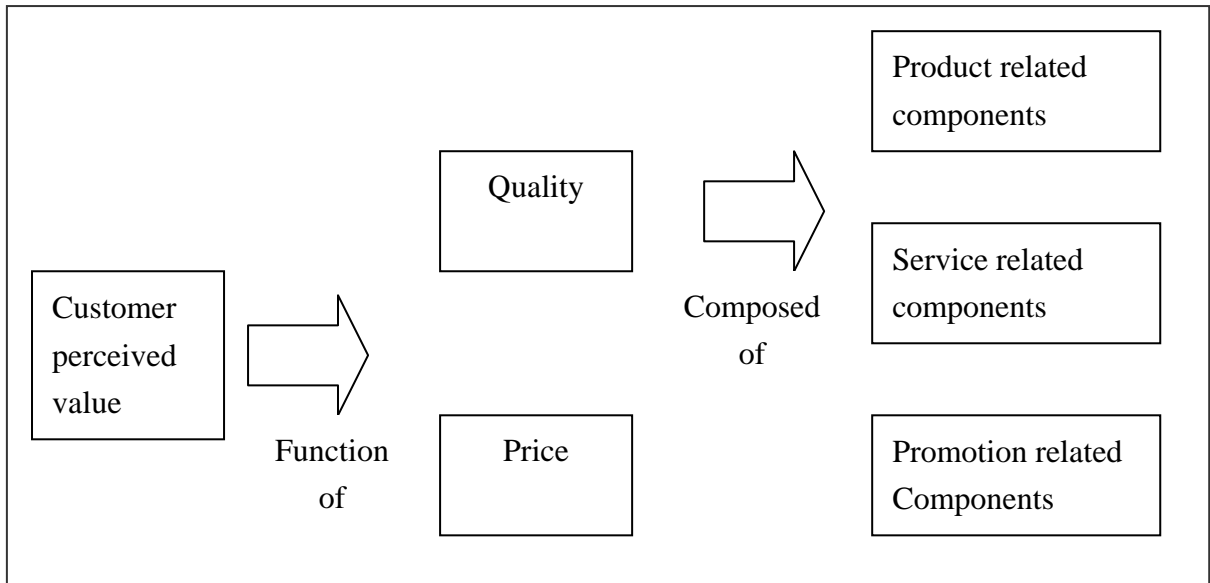 Customer
perceived
value
Function
of
Quality
Price
Composed
of
Product related
components
Service related
components
Promotion related
Components